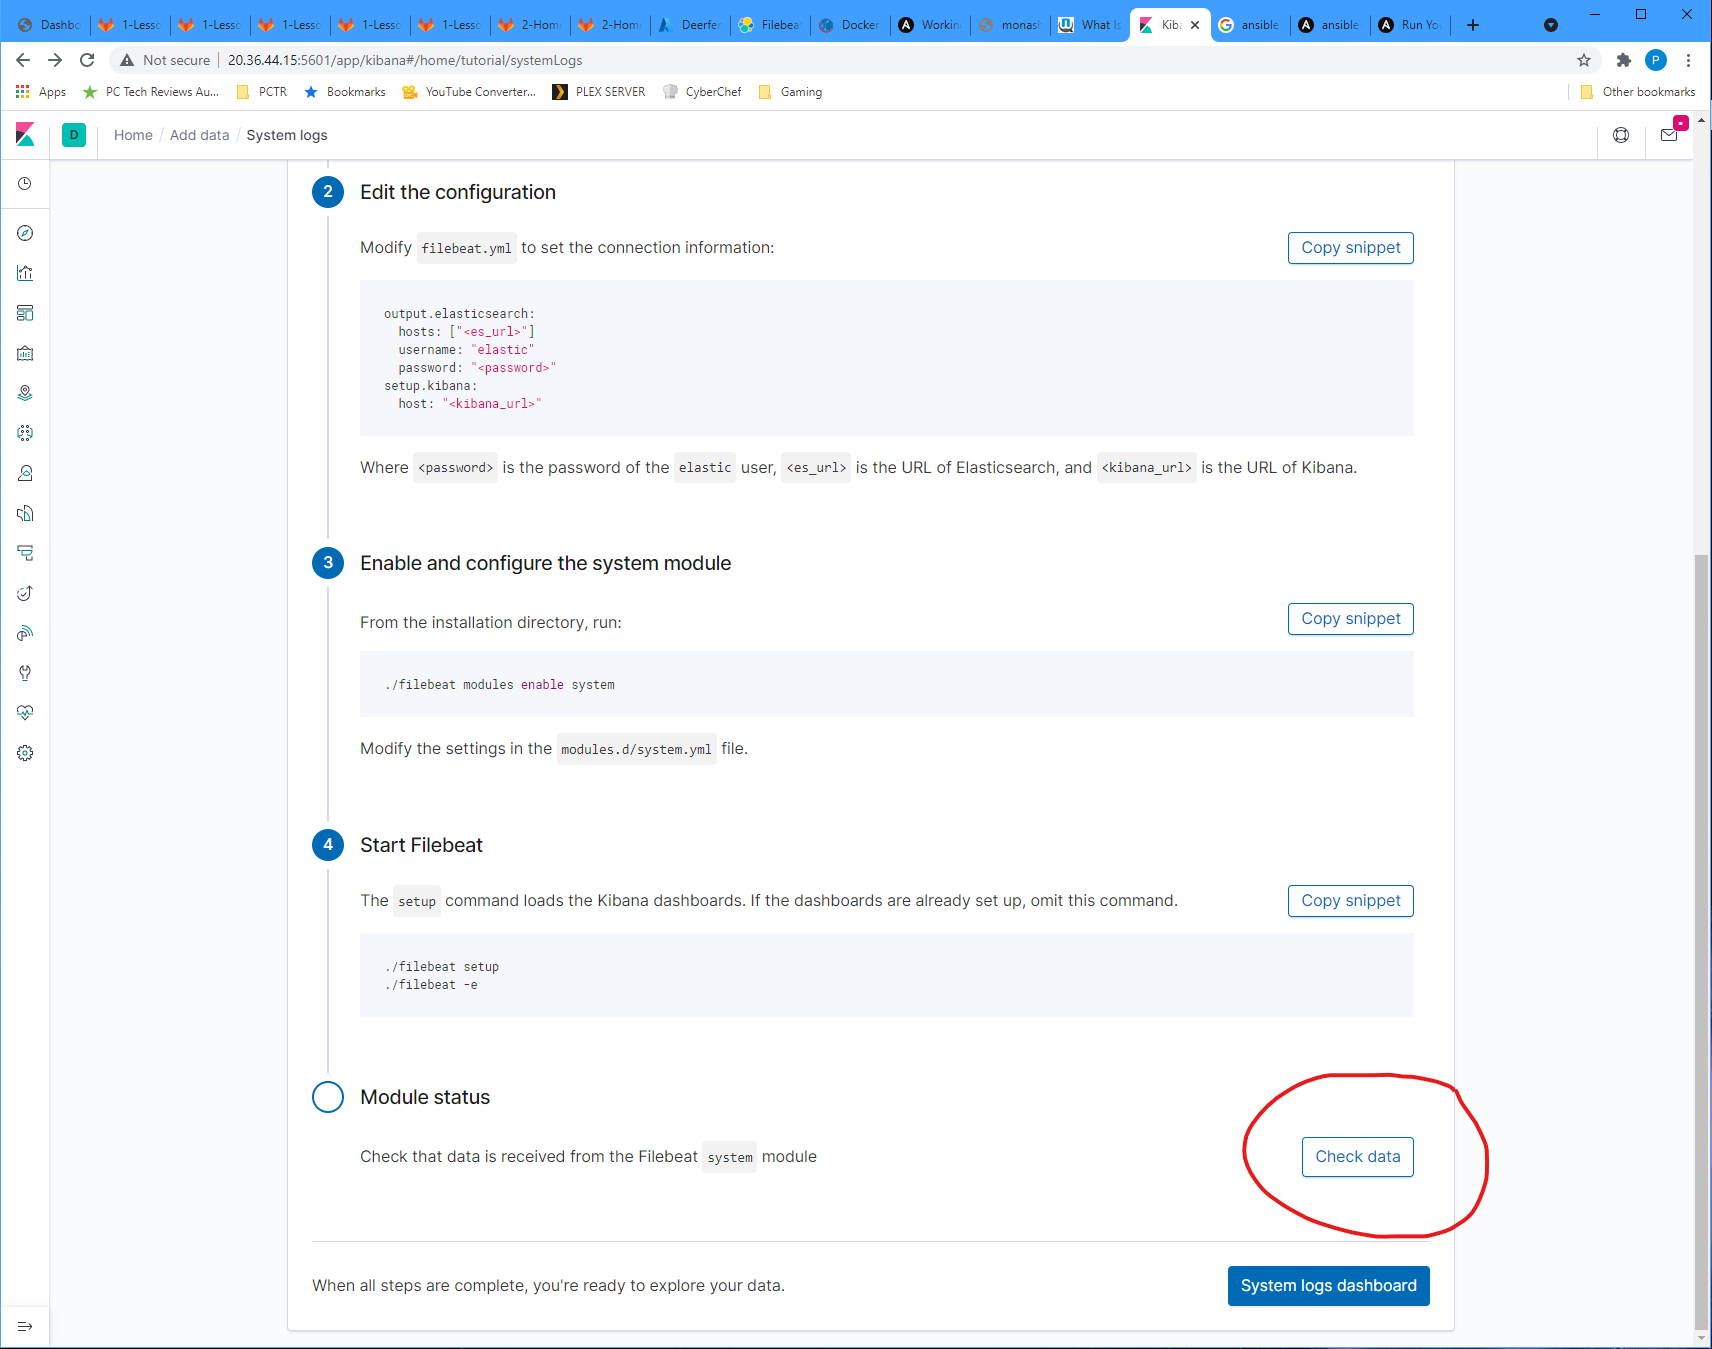 Dashbo
1-Lesso
1-Lesso
1-Lesso
1-Lesso
1-Lesso
2-Home
2-Home
Deerfer
Filebea
Docker
Workin
monash
What Is
Kiba
ansible
ansible
Run You
Not secure
20.36.44.15:5601/app/kibana#/home/tutorial/systemLogs
P
Apps
PC Tech Reviews Au...
PCTR
Bookmarks
YouTube Converter...
PLEX SERVER
CyberChef
Gaming
Other bookmarks
D
Home / Add data / System logs
2 Edit the configuration
Modify filebeat.yml to set the connection information:
Copy snippet
output.elasticsearch:
hosts: ["<es_url>"]
username: "elastic"
password: "<password>"
setup.kibana:
host: "<kibana_url>"
Where <password> is the password of the elastic user, <es_url> is the URL of Elasticsearch, and <kibana_url> is the URL of Kibana.
3 Enable and configure the system module
From the installation directory, run:
Copy snippet
./filebeat modules enable system
Modify the settings in the modules.d/system.yml file.
4 Start Filebeat
The setup command loads the Kibana dashboards. If the dashboards are already set up, omit this command.
Copy snippet
./filebeat setup
./filebeat -e
Module status
Check that data is received from the Filebeat system module
Check data
When all steps are complete, you're ready to explore your data.
System logs dashboard